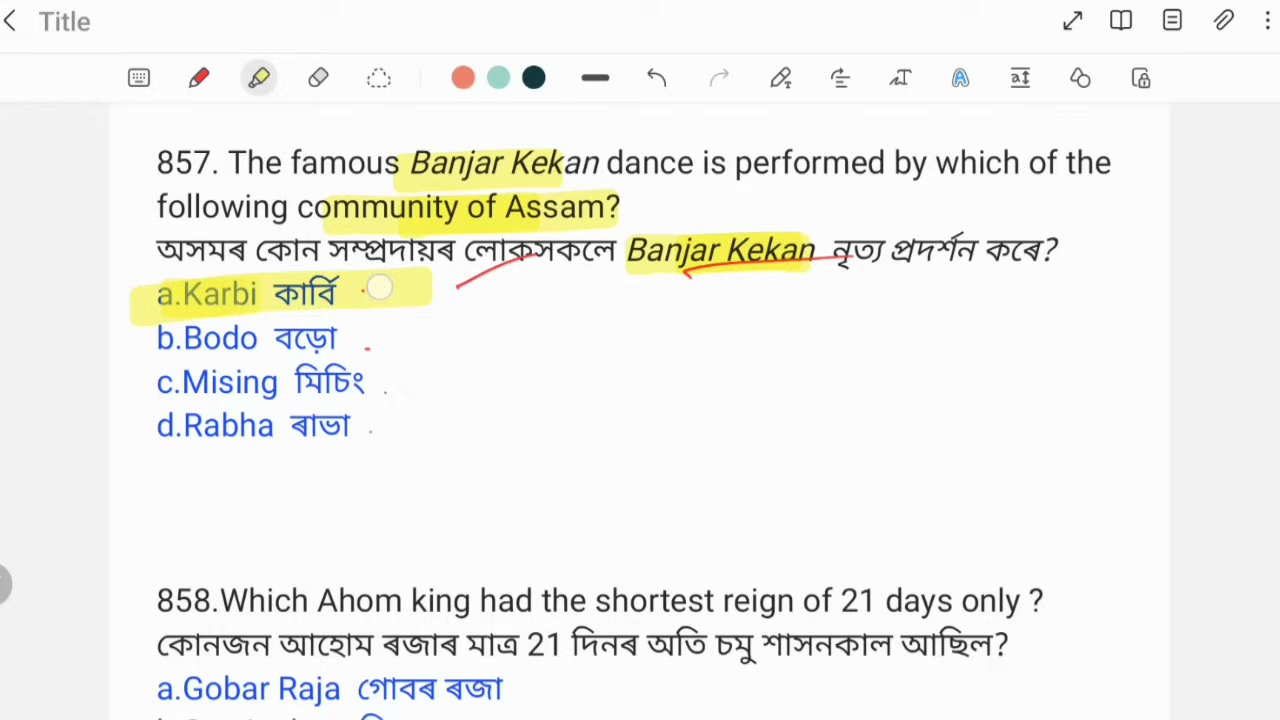 Title
857. The famous Banjar Kekan dance is performed by which of the
following community of Assam?
অসমৰ কোন সম্প্ৰদায়ৰ লোকসকলে Banjar Kekan নৃত্য প্ৰদৰ্শন কৰে?
a.Karbi কাৰ্বি
b.Bodo বড়ো
c.Mising মিচিং
d.Rabha ৰাভা
858.Which Ahom king had the shortest reign of 21 days only ?
কোনজন আহোম ৰজাৰ মাত্ৰ 21 দিনৰ অতি চমু শাসনকাল আছিল?
a.Gobar Raja গোবৰ ৰজা